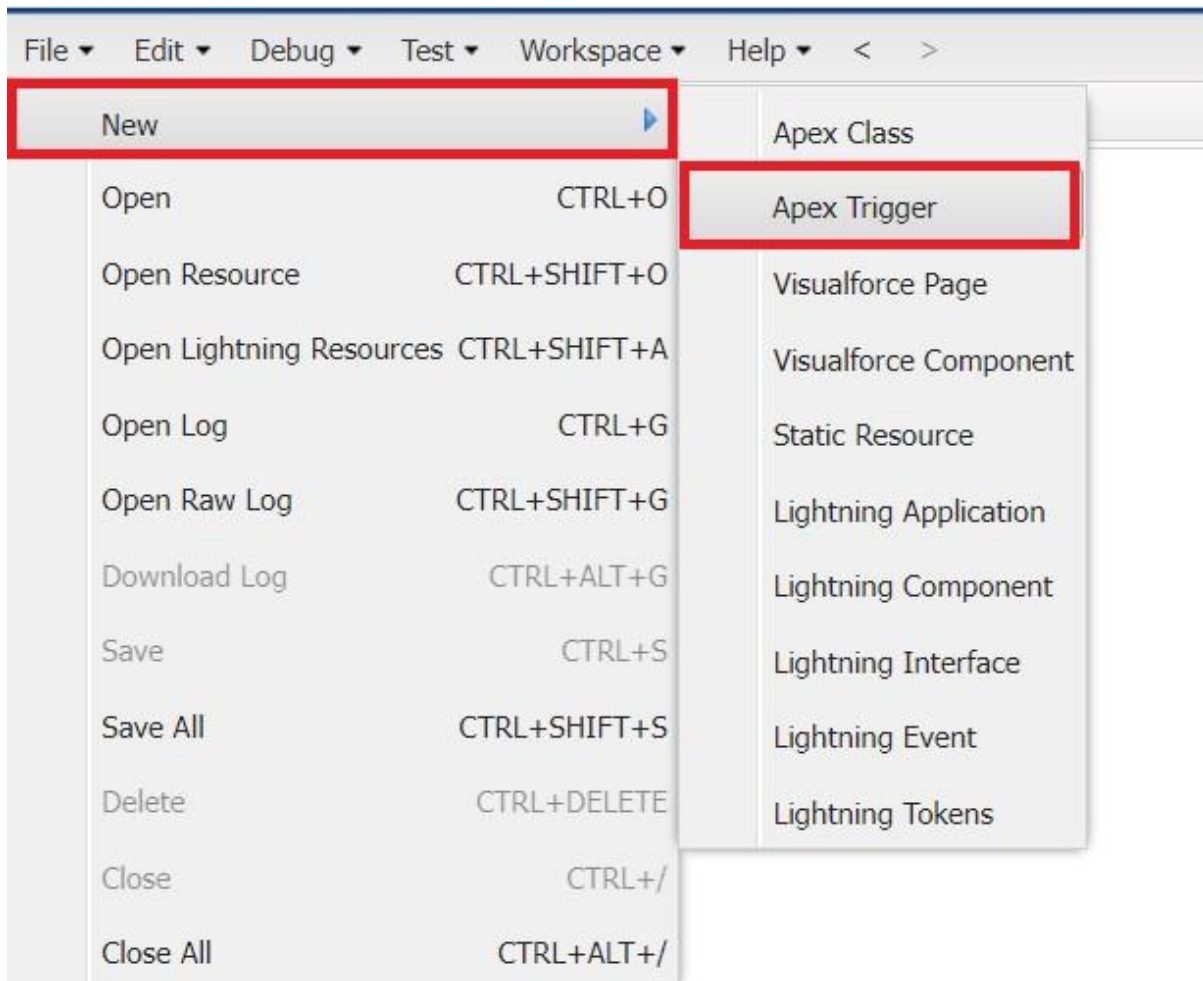 File Edit Debug Test Workspace Help < >
New
Open CTRL+O
Open Resource CTRL+SHIFT+O
Open Lightning Resources CTRL+SHIFT+A
Open Log CTRL+G
Open Raw Log CTRL+SHIFT+G
Download Log CTRL+ALT+G
Save CTRL+S
Save All CTRL+SHIFT+S
Delete CTRL+DELETE
Close CTRL+/
Close All CTRL+ALT+/
Apex Class
Apex Trigger
Visualforce Page
Visualforce Component
Static Resource
Lightning Application
Lightning Component
Lightning Interface
Lightning Event
Lightning Tokens